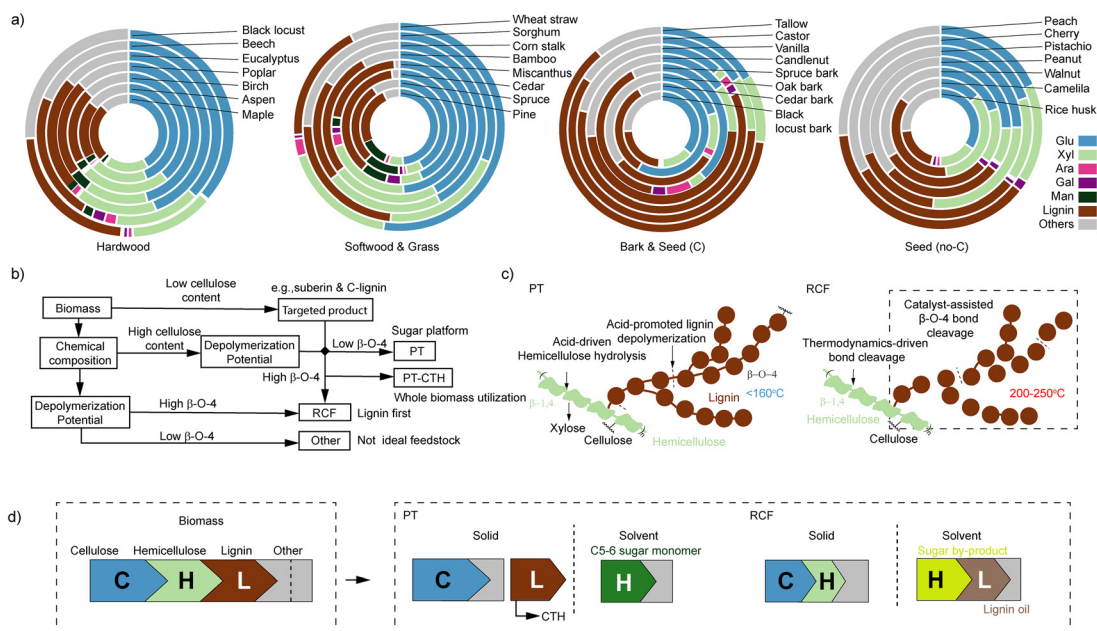 a)
Black locust
Beech
Eucalyptus
Poplar
Birch
Aspen
Maple
Hardwood
Wheat straw
Sorghum
Corn stalk
Bamboo
Miscanthus
Cedar
Spruce
Pine
Softwood & Grass
Tallow
Castor
Vanilla
Candlenut
Spruce bark
Oak bark
Cedar bark
Black
locust bark
Bark & Seed (C)
Peach
Cherry
Pistachio
Peanut
Walnut
Camelila
Rice husk
Seed (no-C)
Glu
Xyl
Ara
Gal
Man
Lignin
Others
b)
Biomass
Low cellulose
content
e.g.,suberin & C-lignin
Targeted product
Chemical
composition
High cellulose
content
Depolymerization
Potential
Low β-O-4
Sugar platform
PT
High β-O-4
PT-CTH
Whole biomass utilization
Depolymerization
Potential
High β-O-4
RCF
Lignin first
Low β-O-4
Other
Not ideal feedstock
c)
PT
Acid-promoted lignin
depolymerization
Acid-driven
Hemicellulose hydrolysis
β-1,4
Xylose
Cellulose
Hemicellulose
Lignin
β-O-4
<160°C
RCF
Catalyst-assisted
β-O-4 bond
cleavage
Thermodynamics-driven
bond cleavage
β-1,4
Hemicellulose
Cellulose
200-250°C
d)
Biomass
Cellulose Hemicellulose Lignin Other
C H L
PT
Solid
C L
CTH
Solvent
C5-6 sugar monomer
H
RCF
Solid
C H
Solvent
Sugar by-product
H L
Lignin oil